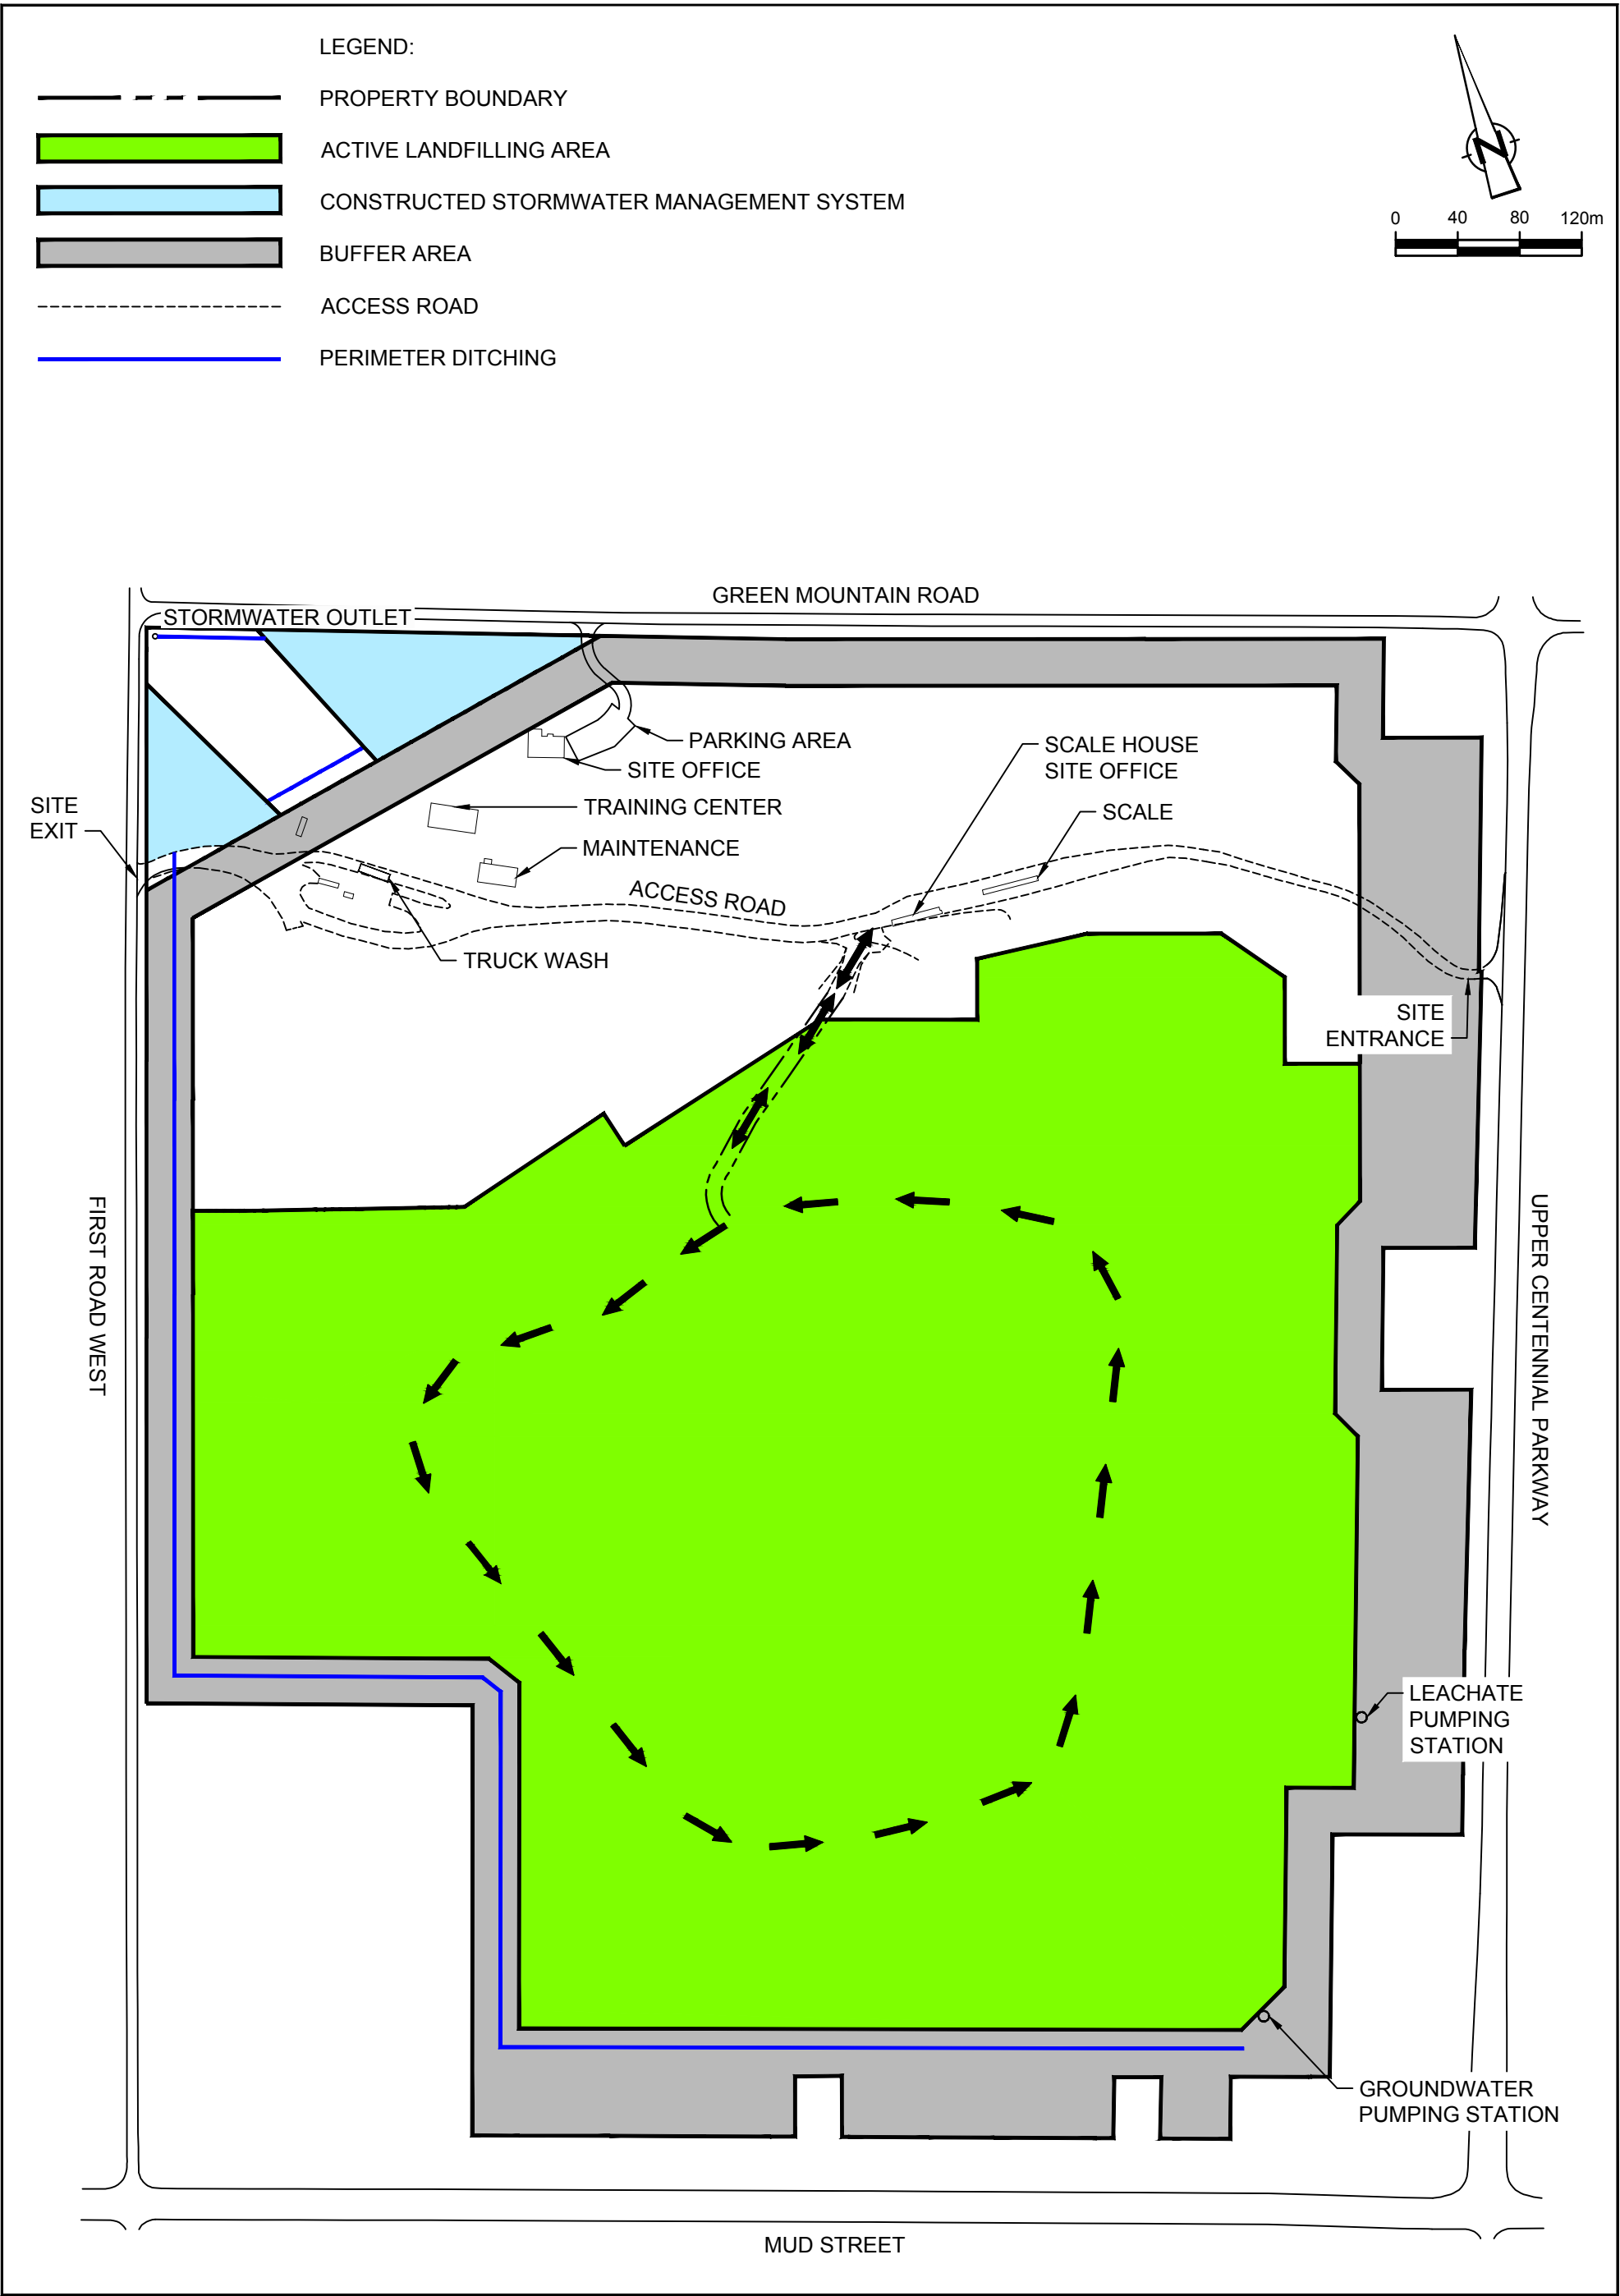 LEGEND:
PROPERTY BOUNDARY
ACTIVE LANDFILLING AREA
CONSTRUCTED STORMWATER MANAGEMENT SYSTEM
BUFFER AREA
ACCESS ROAD
PERIMETER DITCHING
N
0 40 80 120m
GREEN MOUNTAIN ROAD
STORMWATER OUTLET
PARKING AREA
SITE OFFICE
SCALE HOUSE
SITE OFFICE
SITE
EXIT
TRAINING CENTER
SCALE
MAINTENANCE
ACCESS ROAD
TRUCK WASH
SITE
ENTRANCE
FIRST ROAD WEST
UPPER CENTENNIAL PARKWAY
LEACHATE
PUMPING
STATION
GROUNDWATER
PUMPING STATION
MUD STREET